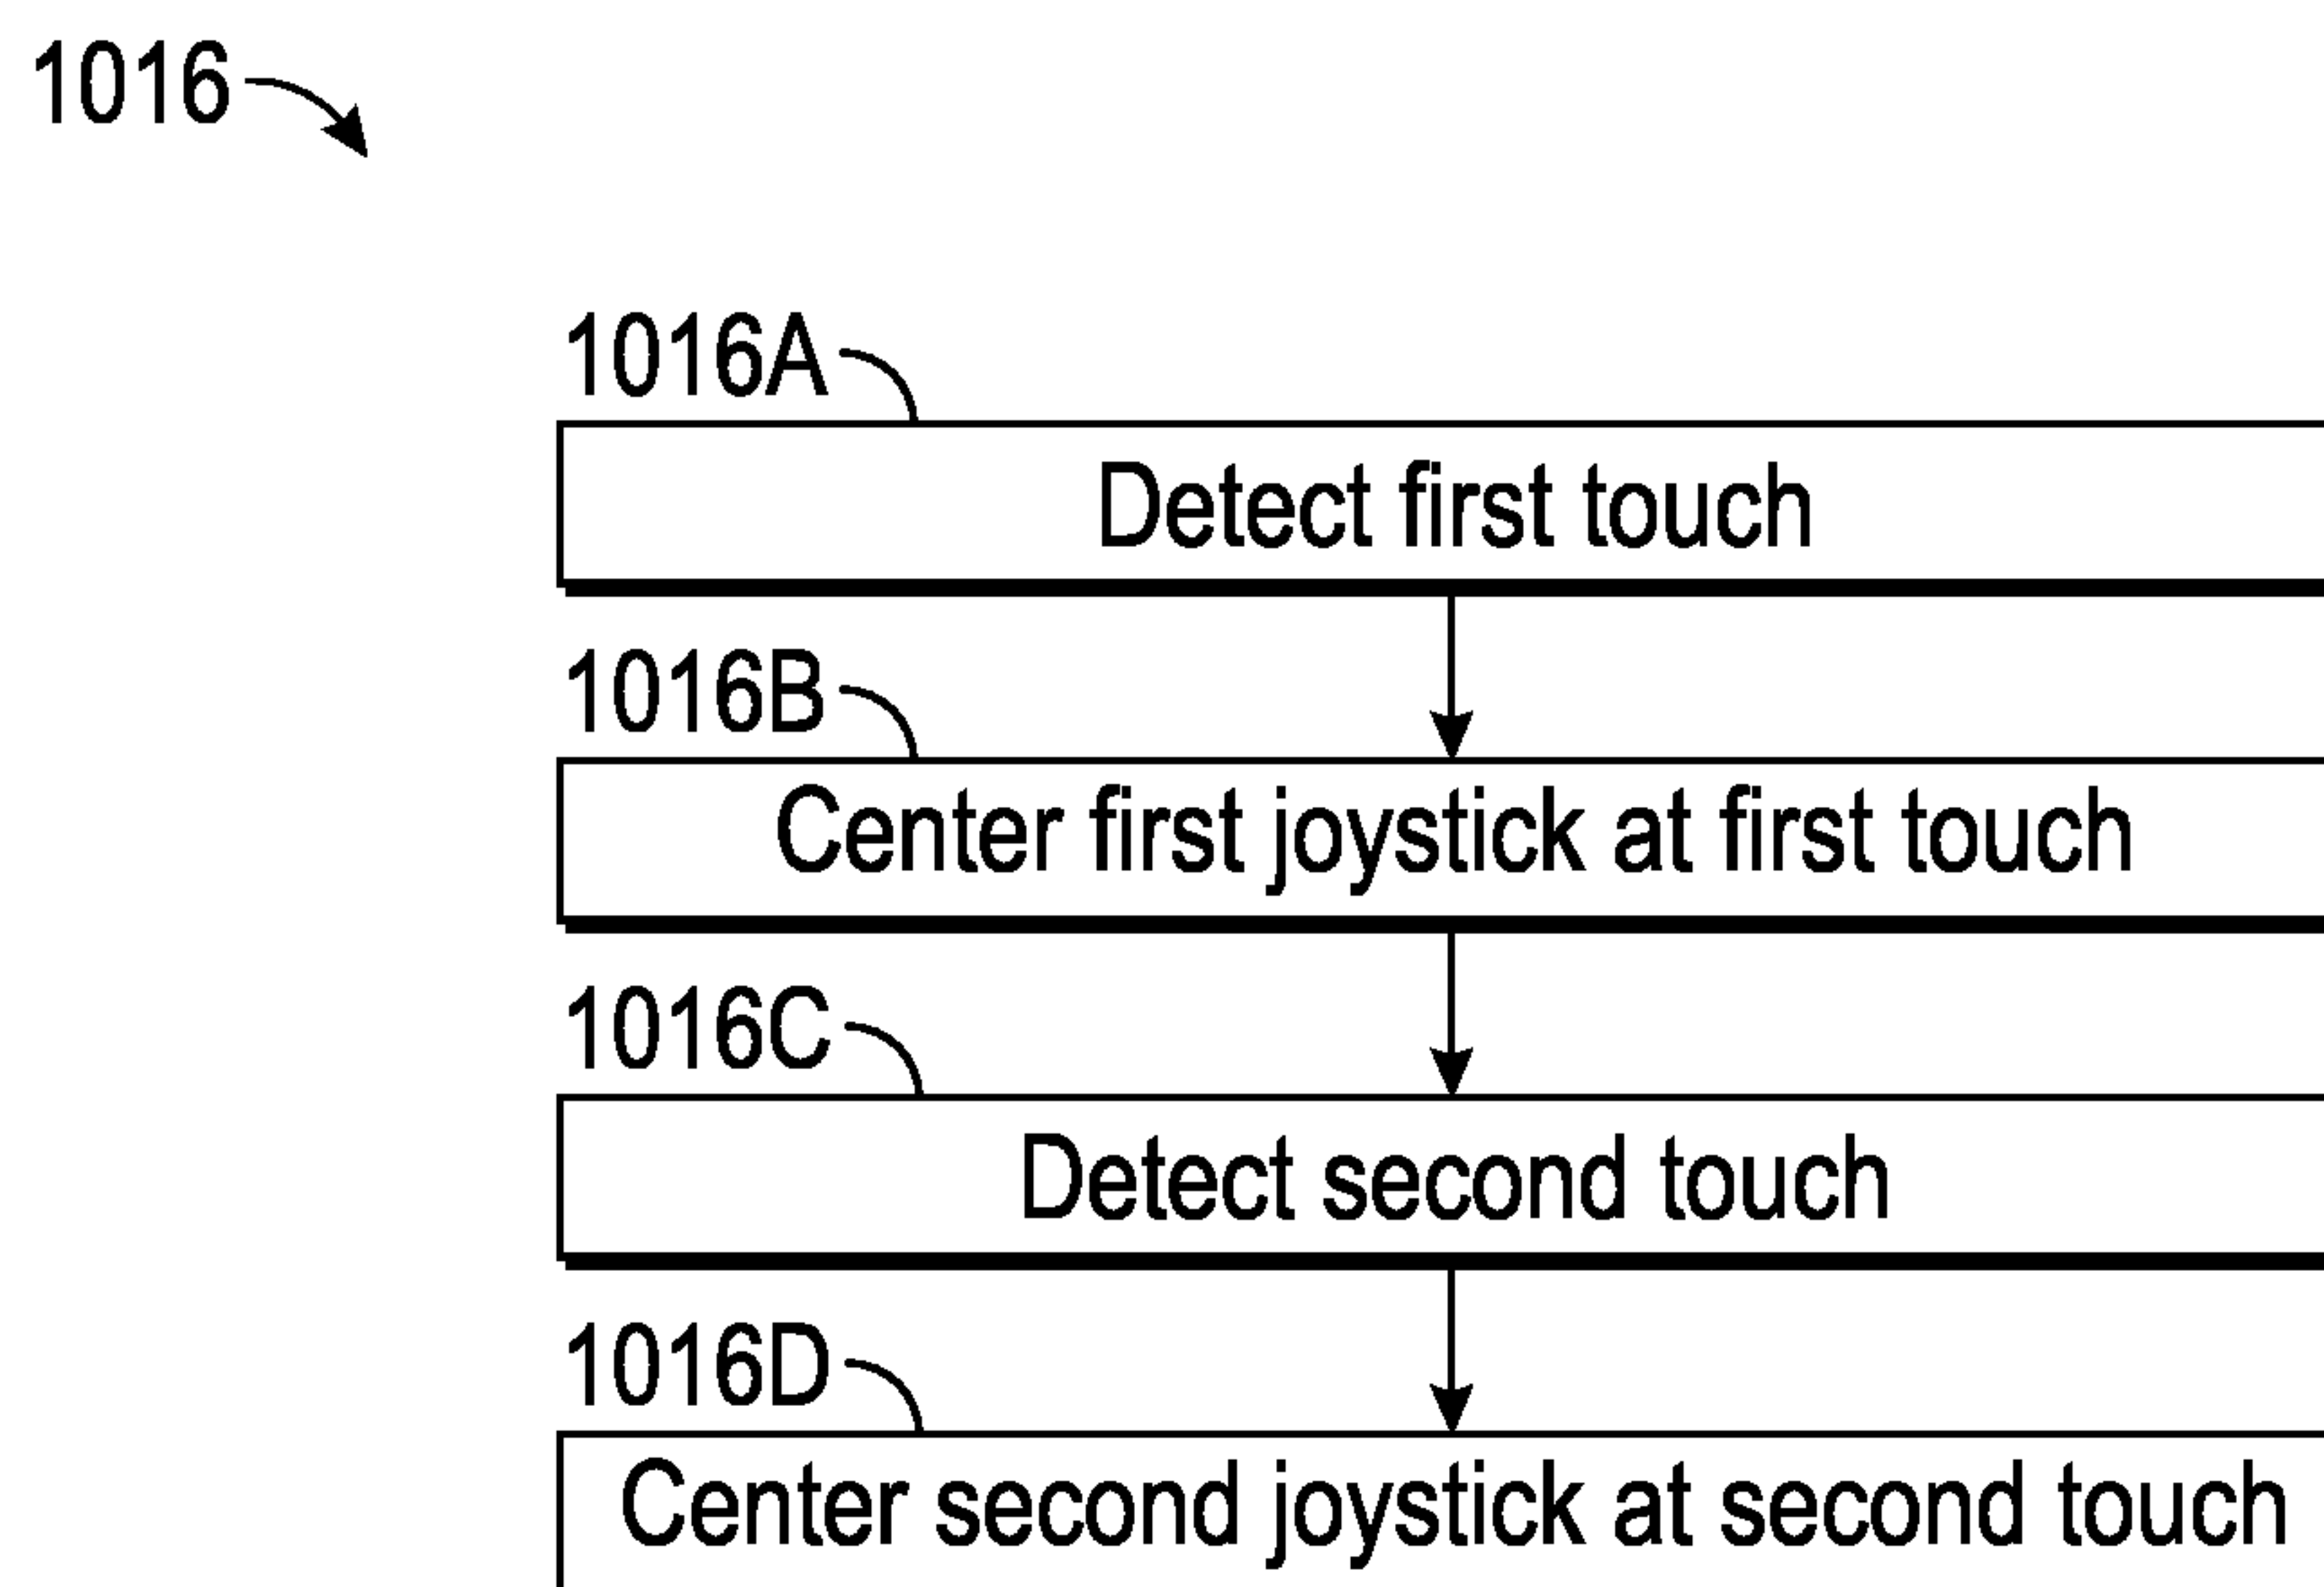 1016
1016A
Detect first touch
1016B
Center first joystick at first touch
1016C
Detect second touch
1016D
Center second joystick at second touch